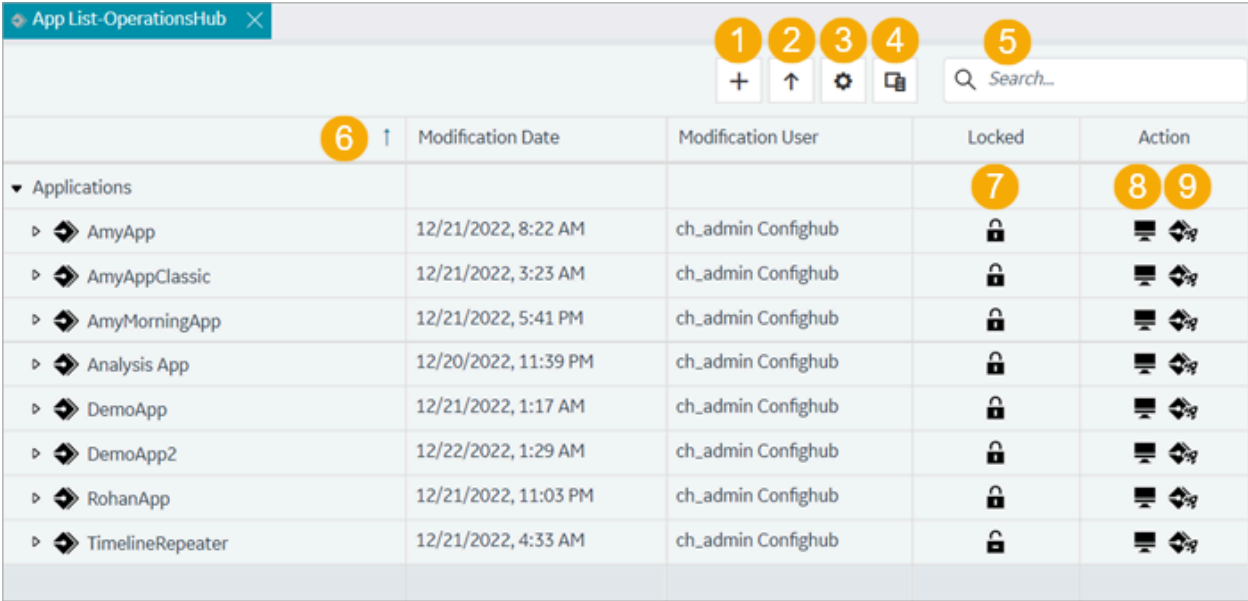 App List-OperationsHub
1 2 3 4 5
Search...
6 Modification Date Modification User Locked Action
Applications 7 8 9
AmyApp 12/21/2022, 8:22 AM ch_admin Confighub
AmyAppClassic 12/21/2022, 3:23 AM ch_admin Confighub
AmyMorningApp 12/21/2022, 5:41 PM ch_admin Confighub
Analysis App 12/20/2022, 11:39 PM ch_admin Confighub
DemoApp 12/21/2022, 1:17 AM ch_admin Confighub
DemoApp2 12/22/2022, 1:29 AM ch_admin Confighub
RohanApp 12/21/2022, 11:03 PM ch_admin Confighub
TimelineRepeater 12/21/2022, 4:33 AM ch_admin Confighub